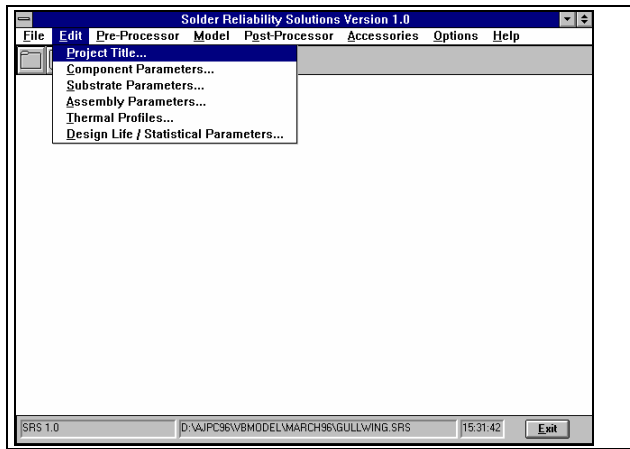 Solder Reliability Solutions Version 1.0
File Edit Pre-Processor Model Post-Processor Accessories Options Help
Project Title...
Component Parameters...
Substrate Parameters...
Assembly Parameters...
Thermal Profiles...
Design Life / Statistical Parameters...
SRS 1.0 D:\AJPC96\VBMODEL\MARCH96\GULLWING.SRS 15:31:42 Exit